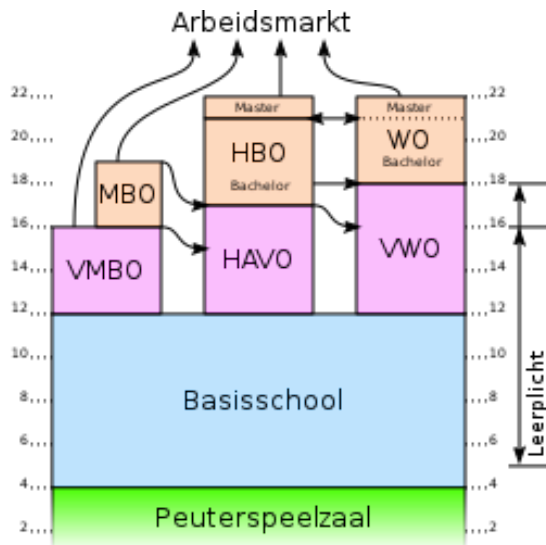 Arbeidsmarkt
22.... Master Master ....22
20.... HBO WO ....20
Bachelor
18.... MBO Bachelor ....18
16.... ....16
14.... VMBO HAVO VWO ....14
12.... ....12
10.... ....10
8.... Basisschool ....8
6.... ....6
4.... ....4
2.... Peuterspeelzaal ....2
Leerplicht